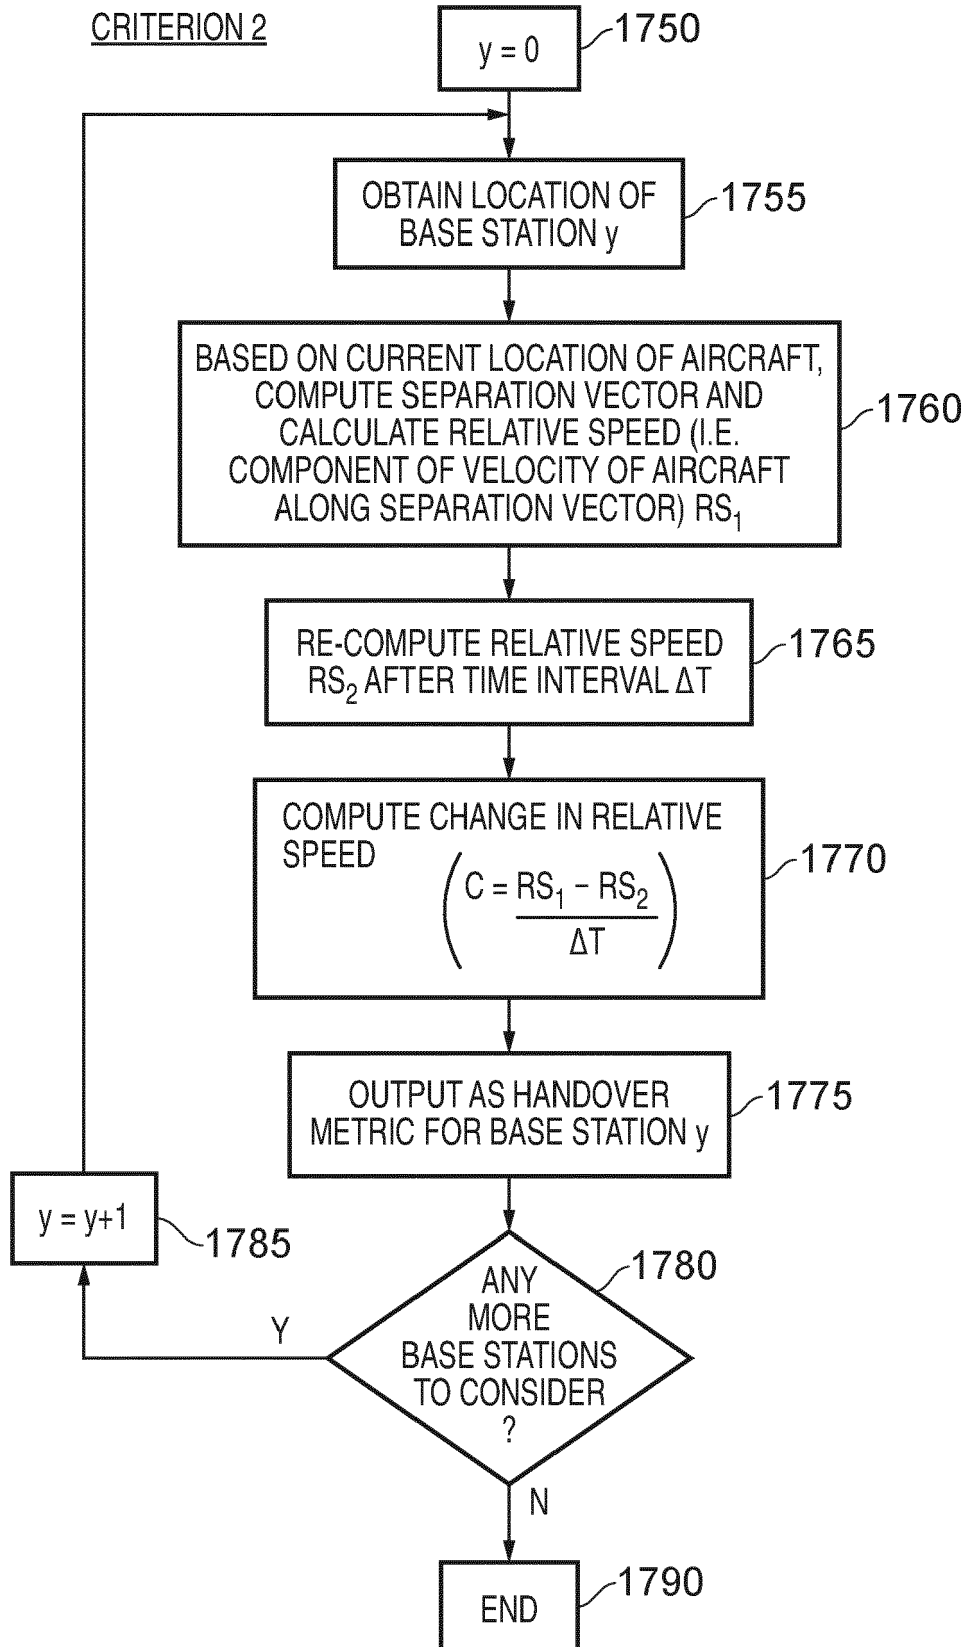 CRITERION 2
y = 0
1750
OBTAIN LOCATION OF
BASE STATION y
1755
BASED ON CURRENT LOCATION OF AIRCRAFT,
COMPUTE SEPARATION VECTOR AND
CALCULATE RELATIVE SPEED (I.E.
COMPONENT OF VELOCITY OF AIRCRAFT
ALONG SEPARATION VECTOR) RS₁
1760
RE-COMPUTE RELATIVE SPEED
RS₂ AFTER TIME INTERVAL ΔT
1765
COMPUTE CHANGE IN RELATIVE
SPEED
(C = RS₁ − RS₂
ΔT)
1770
OUTPUT AS HANDOVER
METRIC FOR BASE STATION y
1775
y = y+1
1785
ANY
MORE
BASE STATIONS
TO CONSIDER
?
1780
Y
N
END
1790